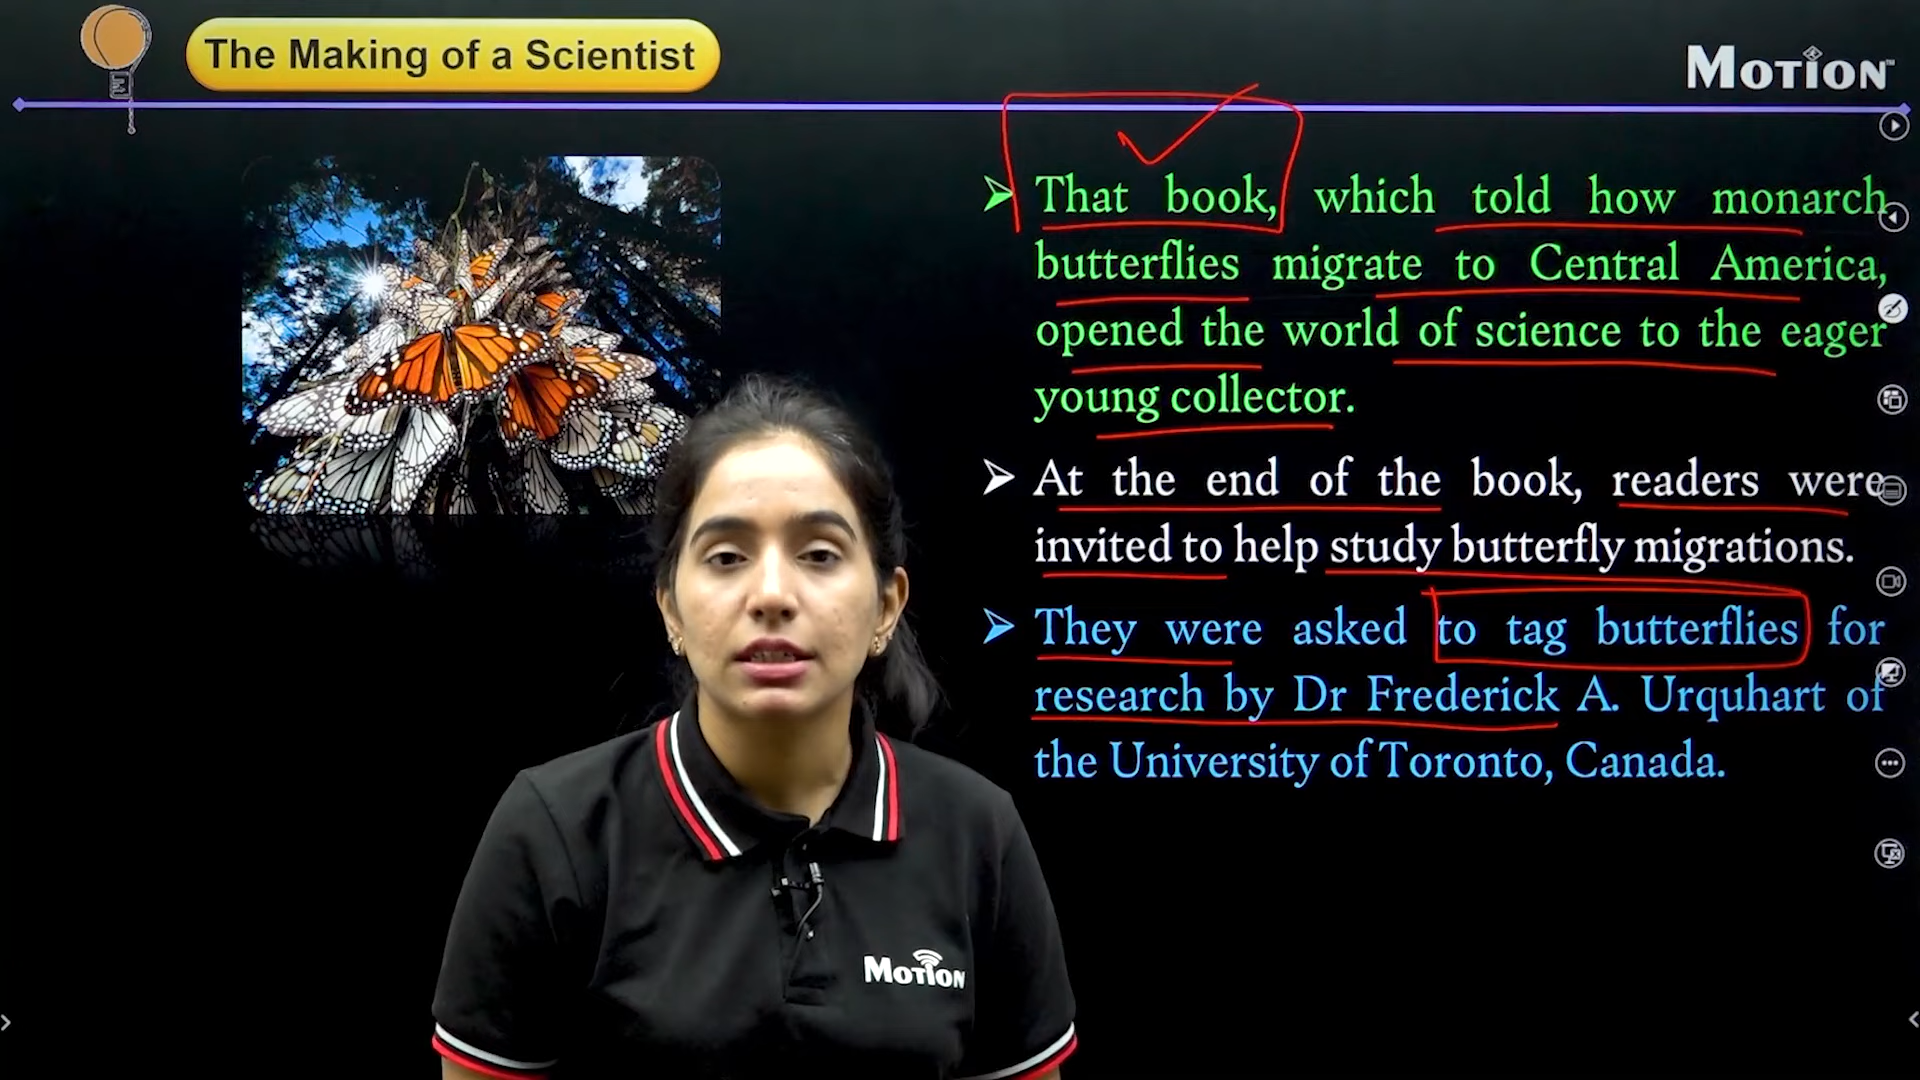 The Making of a Scientist
MOTION™
That book, which told how monarch
butterflies migrate to Central America,
opened the world of science to the eager
young collector.
At the end of the book, readers were
invited to help study butterfly migrations.
They were asked to tag butterflies for
research by Dr Frederick A. Urquhart of
the University of Toronto, Canada.
MOTION